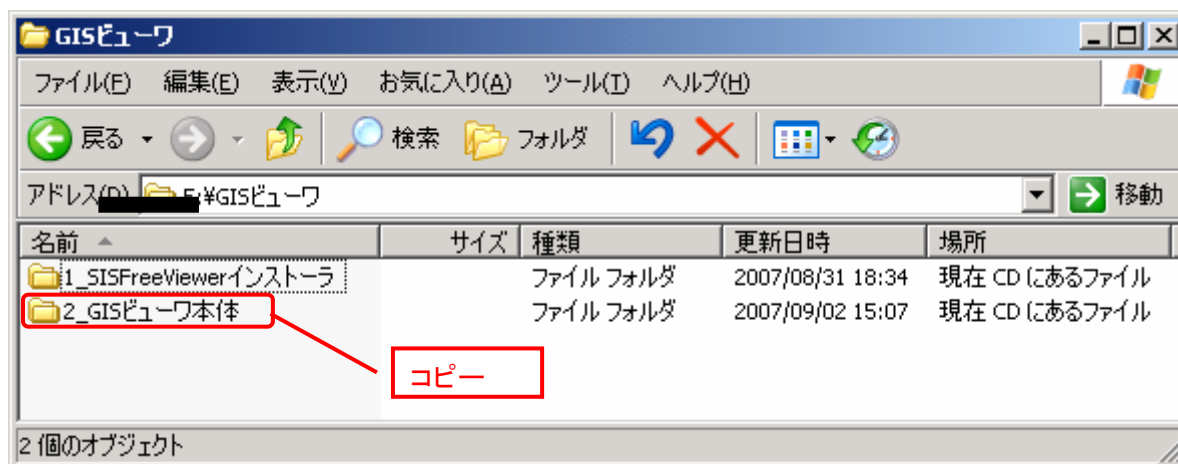 GISビューワ
ファイル(F) 編集(E) 表示(V) お気に入り(A) ツール(T) ヘルプ(H)
戻る 検索 フォルダ
アドレス(D) ¥GISビューワ 移動
名前 サイズ 種類 更新日時 場所
1_SISFreeViewerインストーラ ファイル フォルダ 2007/08/31 18:34 現在 CD にあるファイル
2_GISビューワ本体 ファイル フォルダ 2007/09/02 15:07 現在 CD にあるファイル
コピー
2 個のオブジェクト